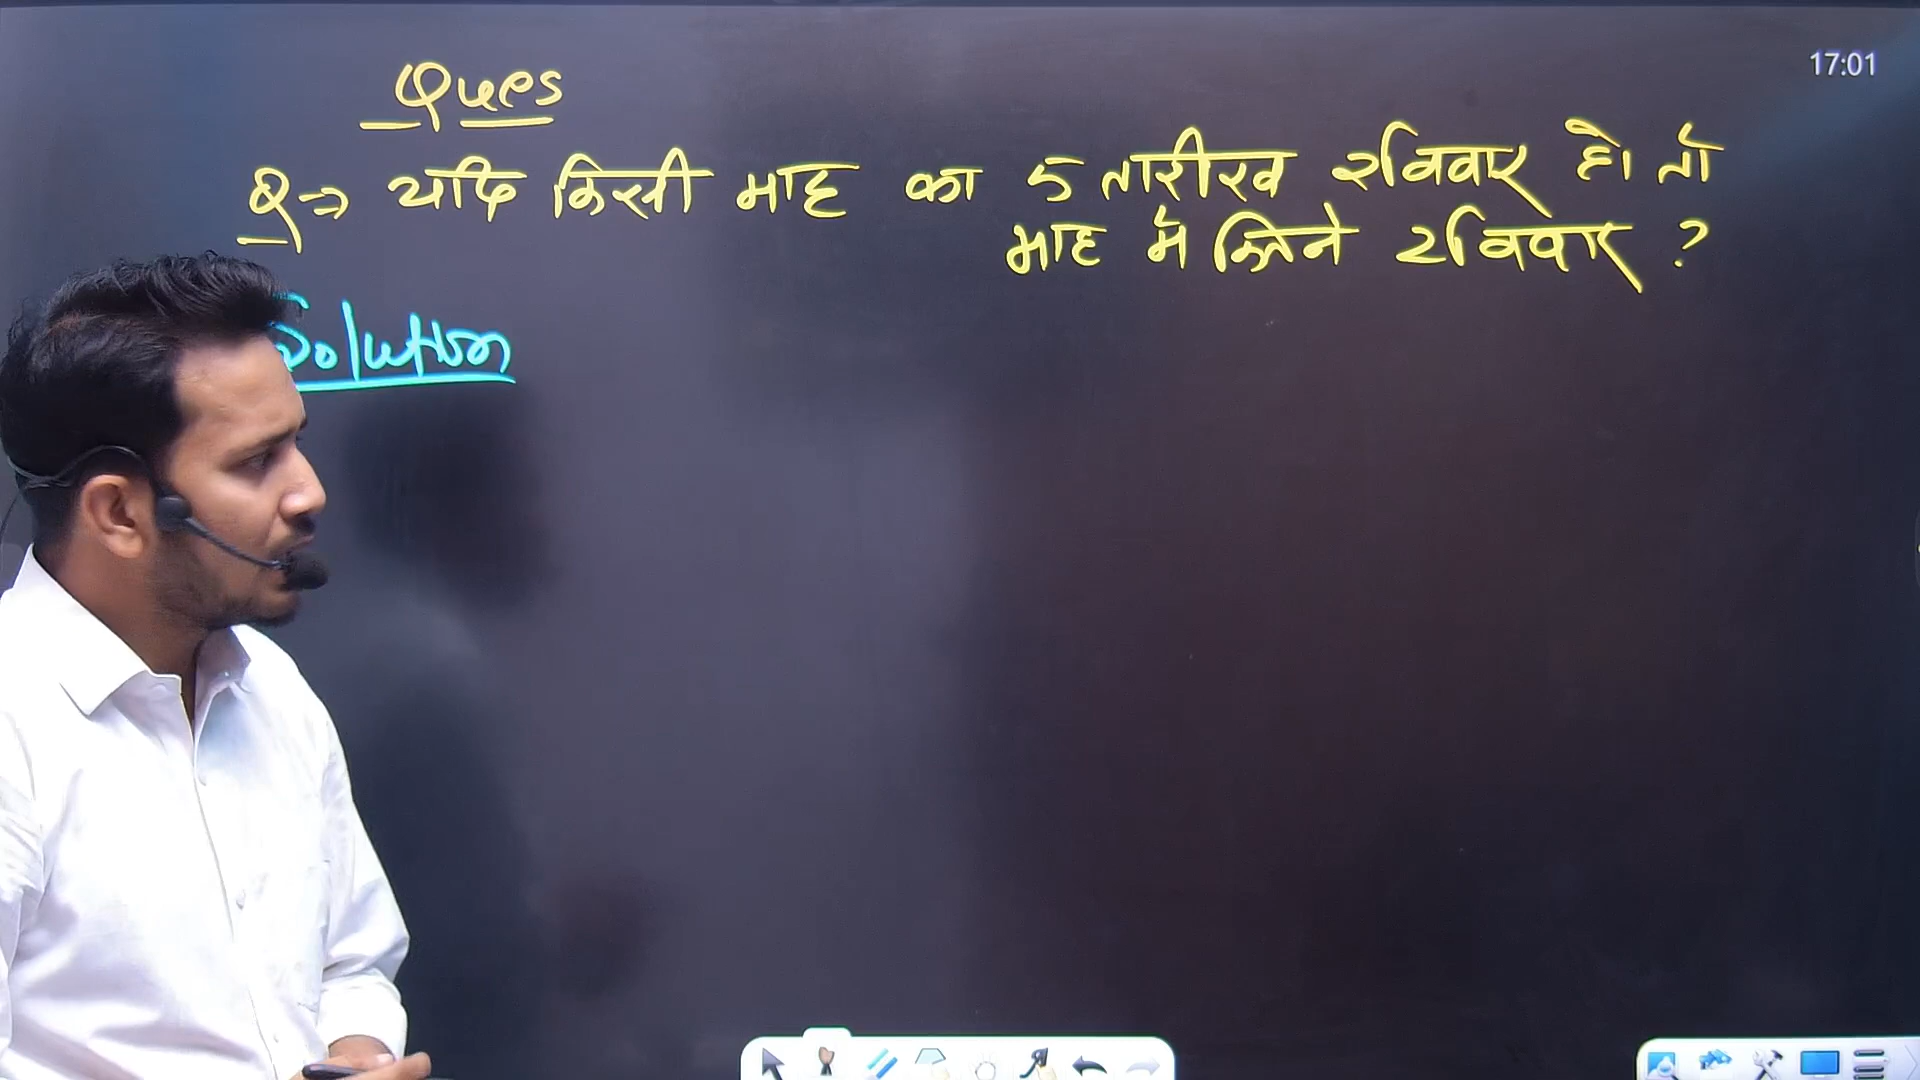 17:01
Ques
Q→ यदि किसी माह का 5 तारीख रविवार हो तो
माह में कितने रविवार ?
Solution